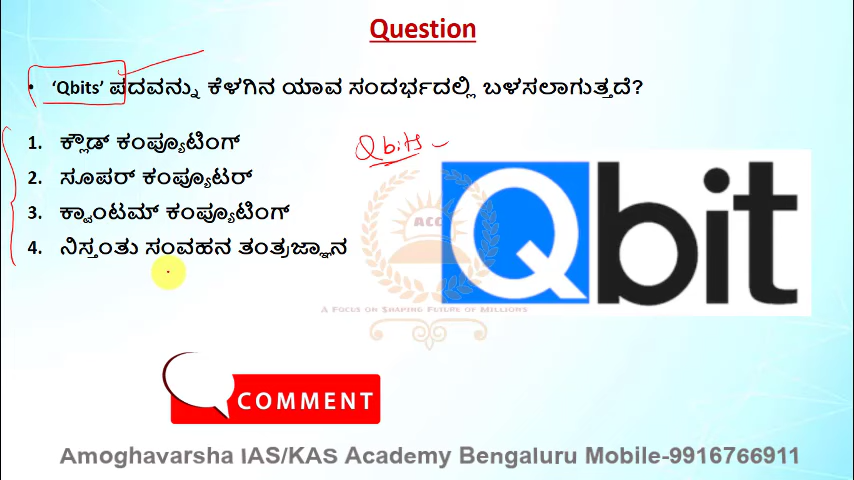 Question
• ‘Qbits’ ಪದವನ್ನು ಕೆಳಗಿನ ಯಾವ ಸಂದರ್ಭದಲ್ಲಿ ಬಳಸಲಾಗುತ್ತದೆ?
1. ಕ್ಲೌಡ್ ಕಂಪ್ಯೂಟಿಂಗ್
2. ಸೂಪರ್ ಕಂಪ್ಯೂಟರ್
3. ಕ್ವಾಂಟಮ್ ಕಂಪ್ಯೂಟಿಂಗ್
4. ನಿಸ್ತಂತು ಸಂವಹನ ತಂತ್ರಜ್ಞಾನ
Qbits -
Qbit
ACC
A FOCUS ON SHAPING FUTURE OF MILLIONS
COMMENT
Amoghavarsha IAS/KAS Academy Bengaluru Mobile-9916766911